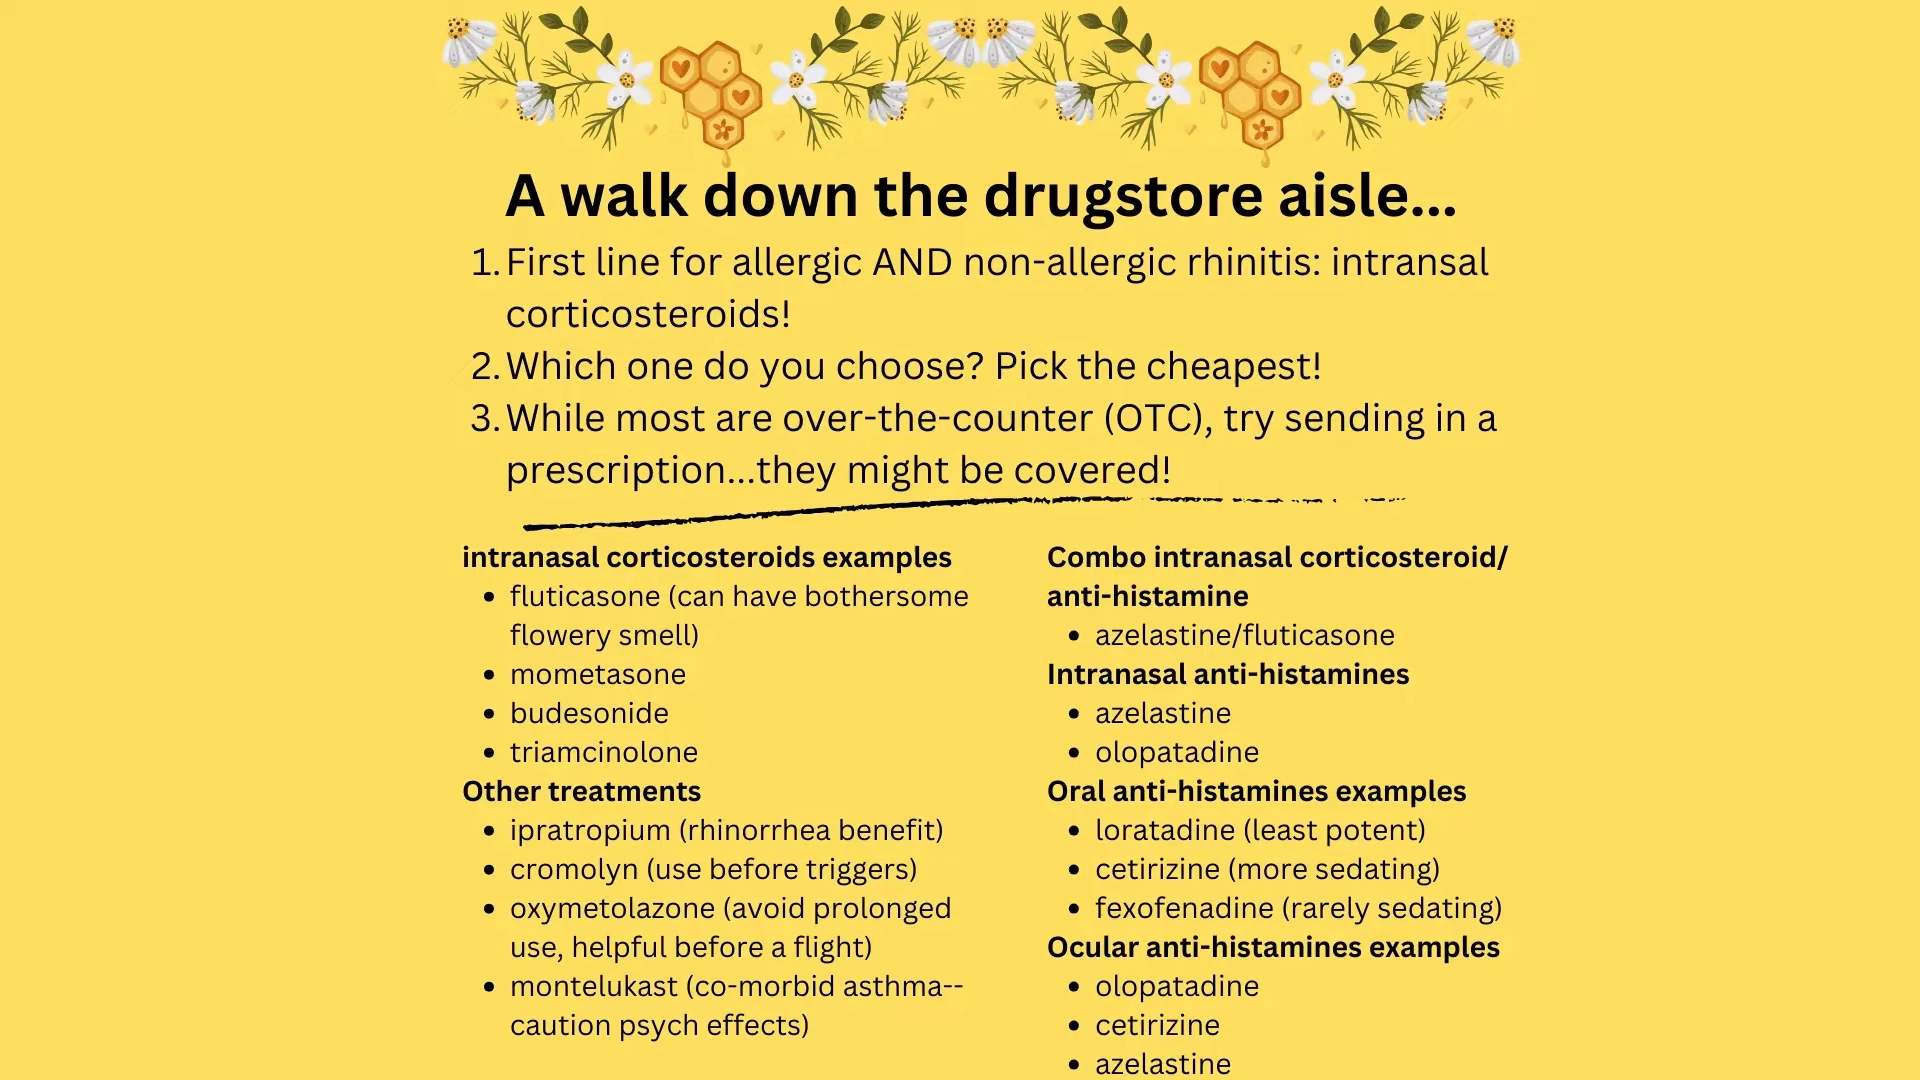 A walk down the drugstore aisle...
1. First line for allergic AND non-allergic rhinitis: intransal
corticosteroids!
2. Which one do you choose? Pick the cheapest!
3. While most are over-the-counter (OTC), try sending in a
prescription...they might be covered!
intranasal corticosteroids examples
• fluticasone (can have bothersome
flowery smell)
• mometasone
• budesonide
• triamcinolone
Other treatments
• ipratropium (rhinorrhea benefit)
• cromolyn (use before triggers)
• oxymetolazone (avoid prolonged
use, helpful before a flight)
• montelukast (co-morbid asthma--
caution psych effects)
Combo intranasal corticosteroid/
anti-histamine
• azelastine/fluticasone
Intranasal anti-histamines
• azelastine
• olopatadine
Oral anti-histamines examples
• loratadine (least potent)
• cetirizine (more sedating)
• fexofenadine (rarely sedating)
Ocular anti-histamines examples
• olopatadine
• cetirizine
• azelastine